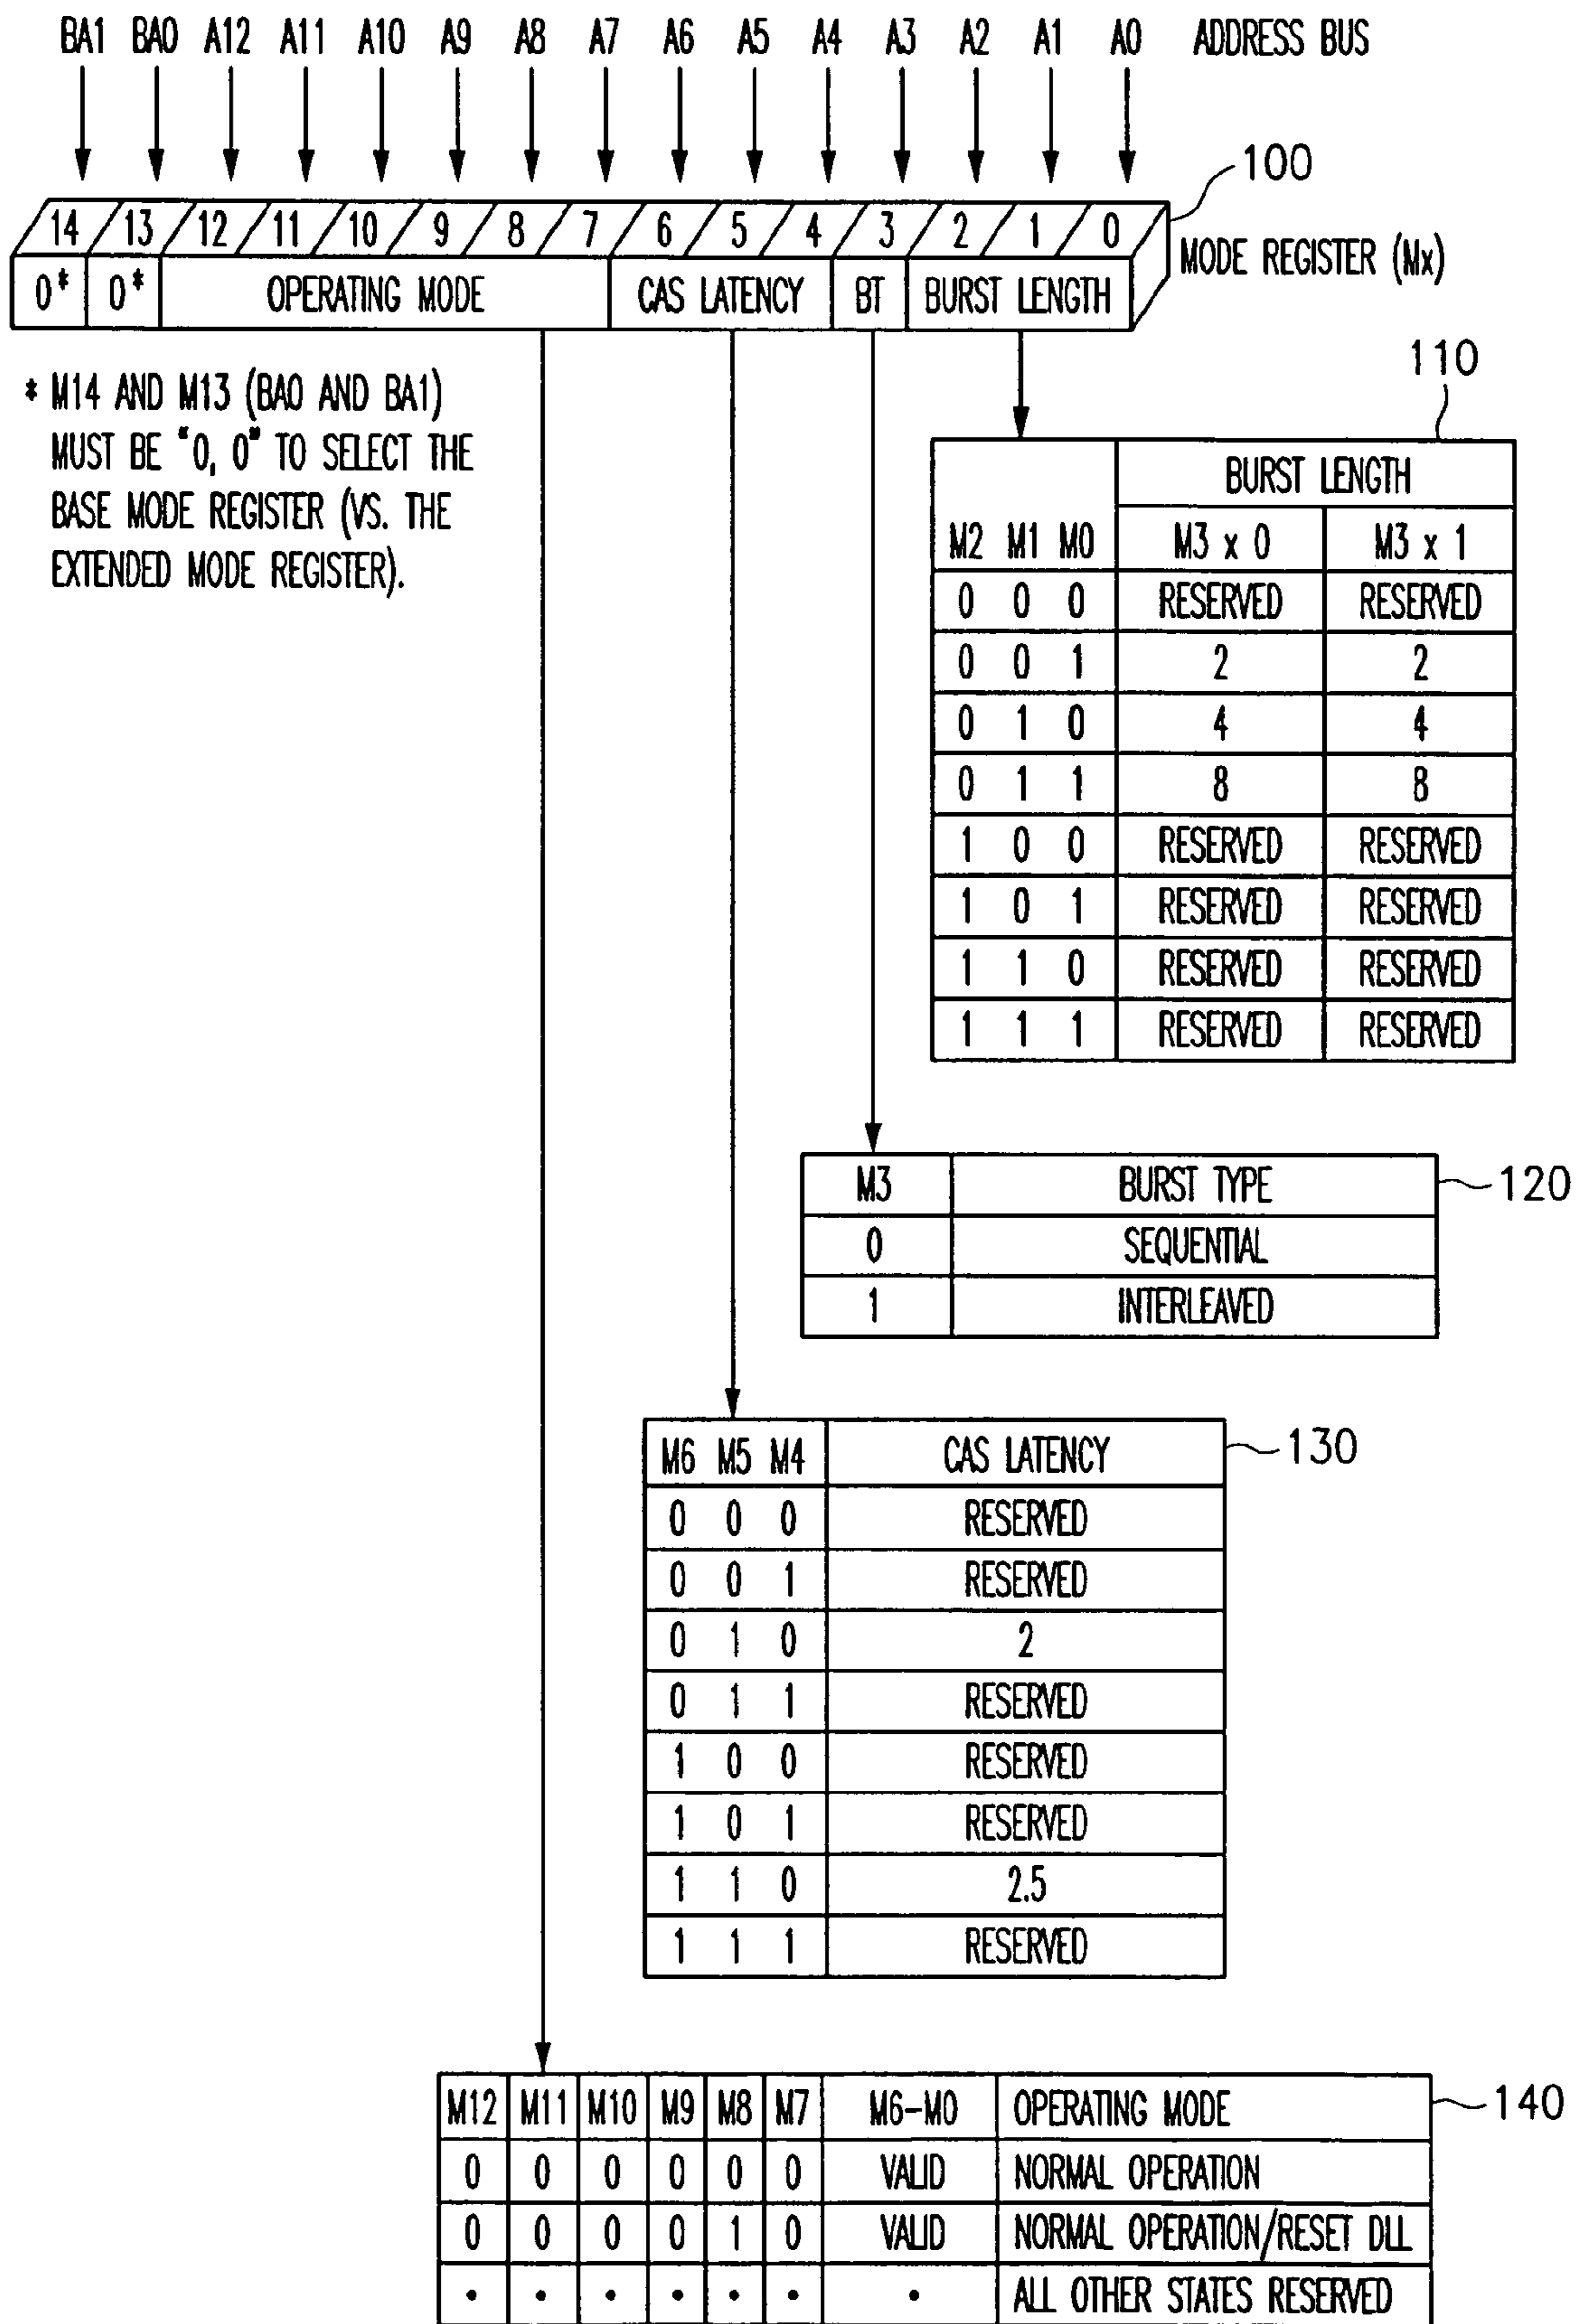 BA1 BA0 A12 A11 A10 A9 A8 A7 A6 A5 A4 A3 A2 A1 A0 ADDRESS BUS
100
14 13 12 11 10 9 8 7 6 5 4 3 2 1 0
MODE REGISTER (Mx)
0* 0* OPERATING MODE CAS LATENCY BT BURST LENGTH
* M14 AND M13 (BA0 AND BA1)
MUST BE "0, 0" TO SELECT THE
BASE MODE REGISTER (VS. THE
EXTENDED MODE REGISTER).
110
BURST LENGTH
M2 M1 M0 M3 x 0 M3 x 1
0 0 0 RESERVED RESERVED
0 0 1 2 2
0 1 0 4 4
0 1 1 8 8
1 0 0 RESERVED RESERVED
1 0 1 RESERVED RESERVED
1 1 0 RESERVED RESERVED
1 1 1 RESERVED RESERVED
M3 BURST TYPE 120
0 SEQUENTIAL
1 INTERLEAVED
M6 M5 M4 CAS LATENCY 130
0 0 0 RESERVED
0 0 1 RESERVED
0 1 0 2
0 1 1 RESERVED
1 0 0 RESERVED
1 0 1 RESERVED
1 1 0 2.5
1 1 1 RESERVED
M12 M11 M10 M9 M8 M7 M6-M0 OPERATING MODE 140
0 0 0 0 0 0 VALID NORMAL OPERATION
0 0 0 0 1 0 VALID NORMAL OPERATION/RESET DLL
• • • • • • • ALL OTHER STATES RESERVED